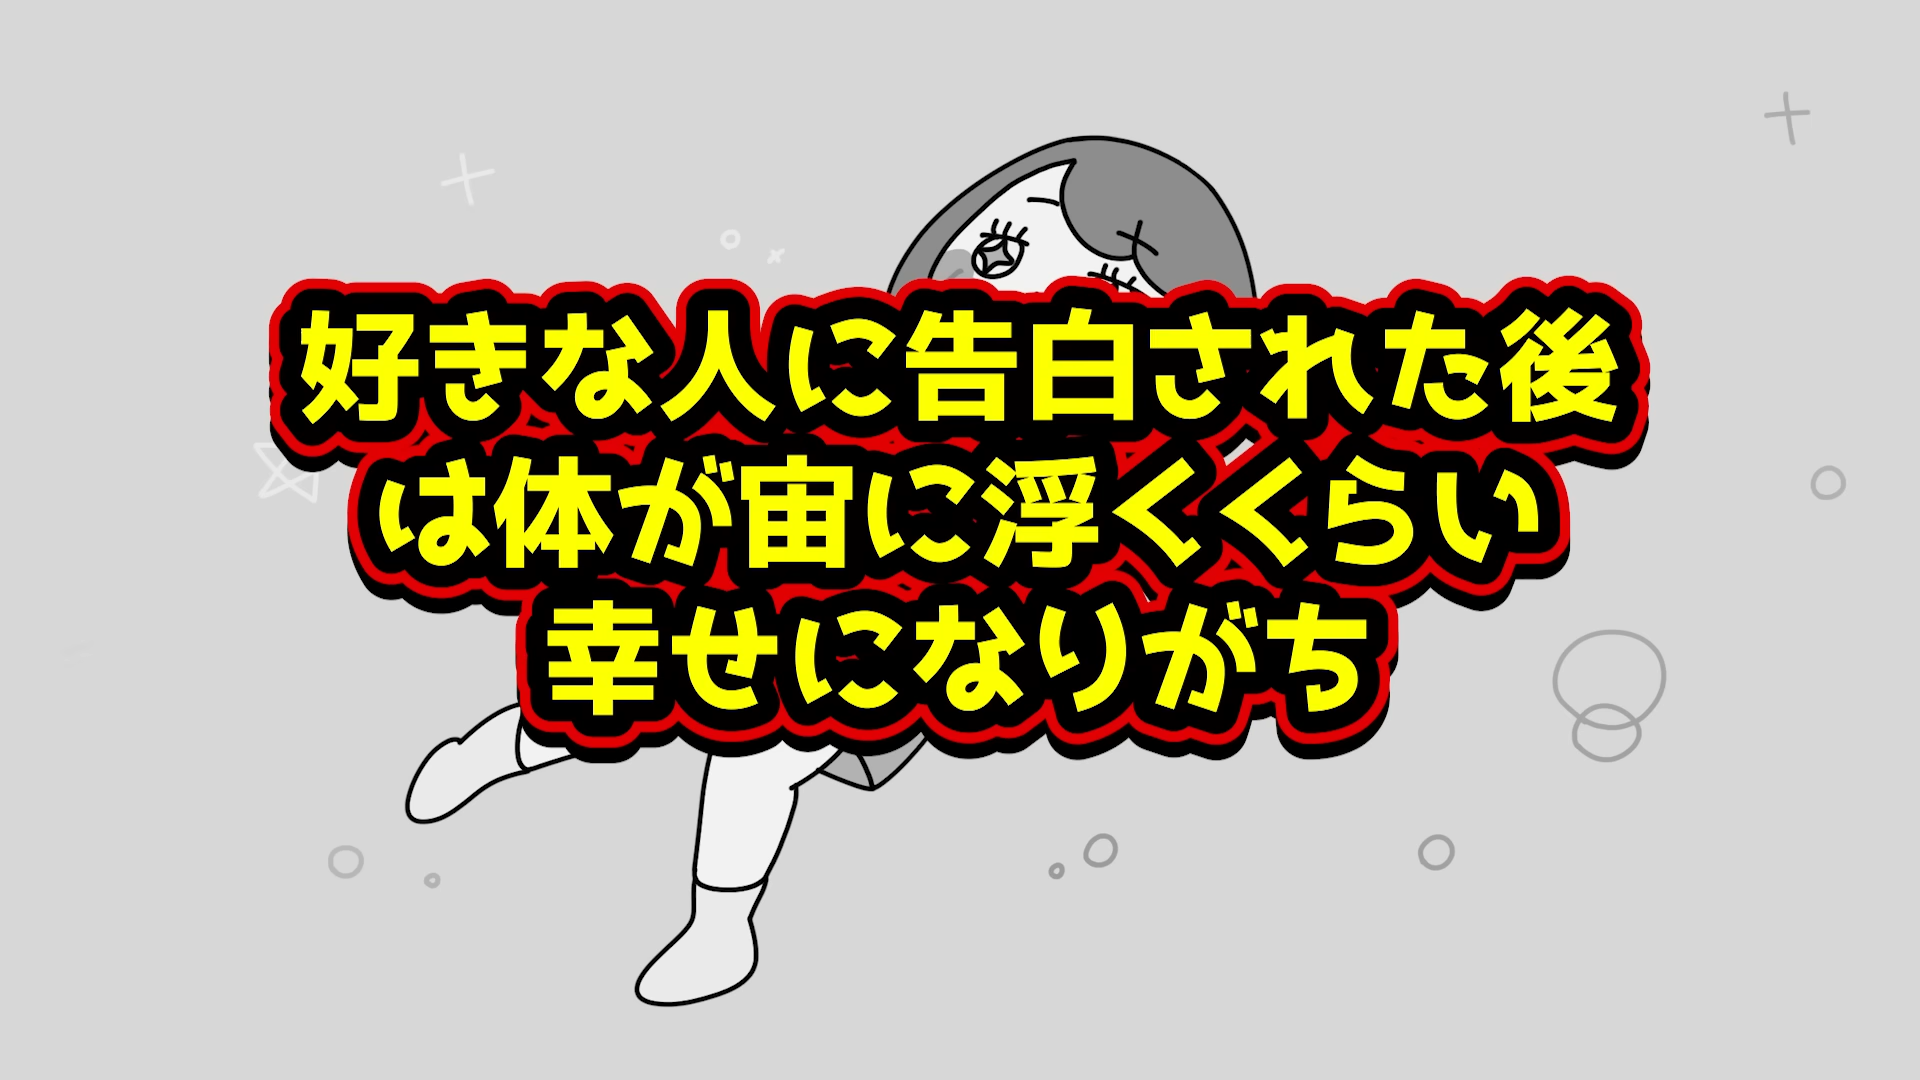 好きな人に告白された後
は体が宙に浮くくらい
幸せになりがち